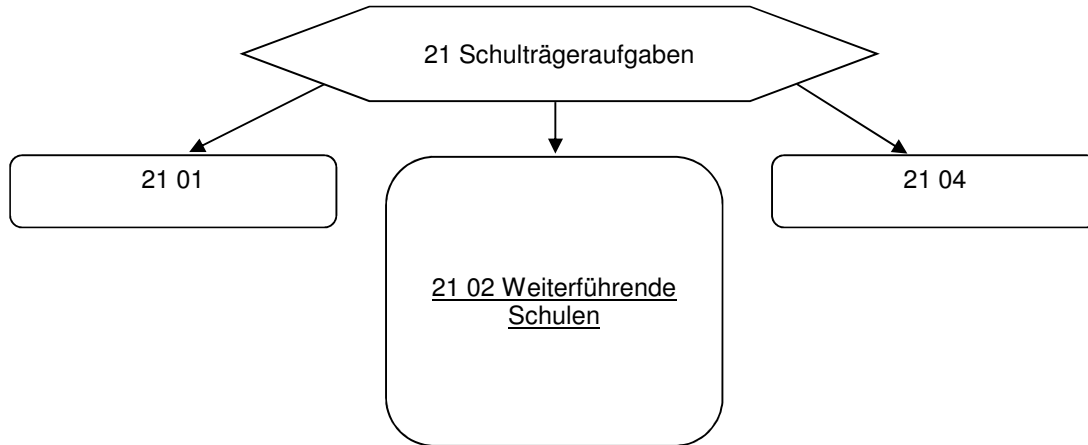 21 Schulträgeraufgaben
21 01
21 04
21 02 Weiterführende
Schulen